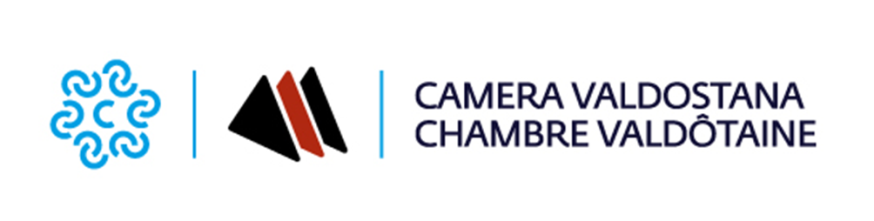 CAMERA VALDOSTANA
CHAMBRE VALDÔTAINE